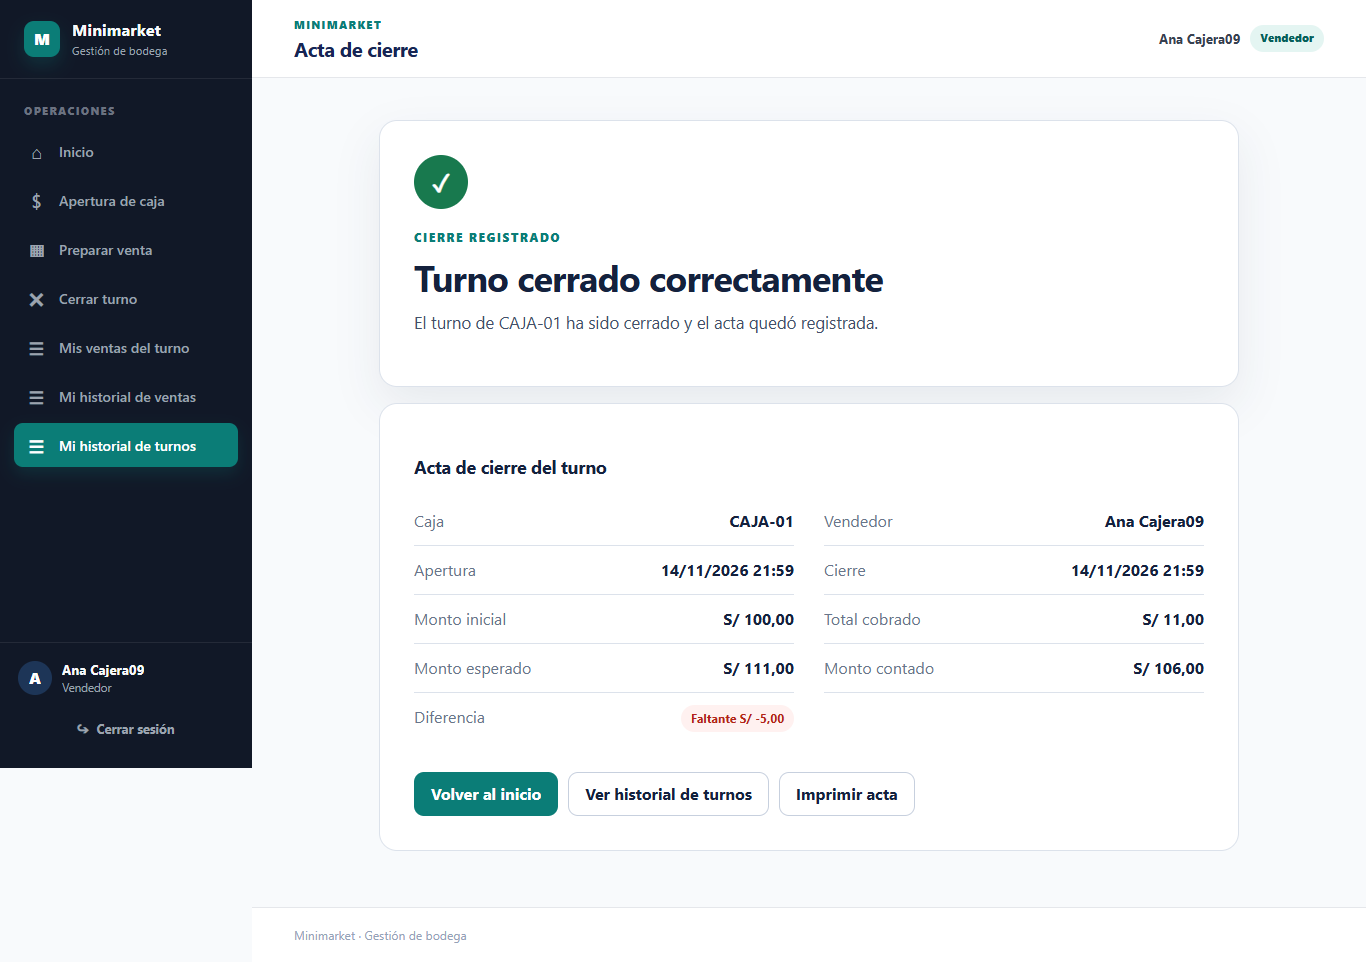 M
Minimarket
Gestión de bodega
OPERACIONES
Inicio
$ Apertura de caja
Preparar venta
Cerrar turno
Mis ventas del turno
Mi historial de ventas
Mi historial de turnos
A
Ana Cajera09
Vendedor
Cerrar sesión
MINIMARKET
Acta de cierre
Ana Cajera09 Vendedor
CIERRE REGISTRADO
Turno cerrado correctamente
El turno de CAJA-01 ha sido cerrado y el acta quedó registrada.
Acta de cierre del turno
Caja CAJA-01 Vendedor Ana Cajera09
Apertura 14/11/2026 21:59 Cierre 14/11/2026 21:59
Monto inicial S/ 100,00 Total cobrado S/ 11,00
Monto esperado S/ 111,00 Monto contado S/ 106,00
Diferencia Faltante S/ -5,00
Volver al inicio Ver historial de turnos Imprimir acta
Minimarket · Gestión de bodega